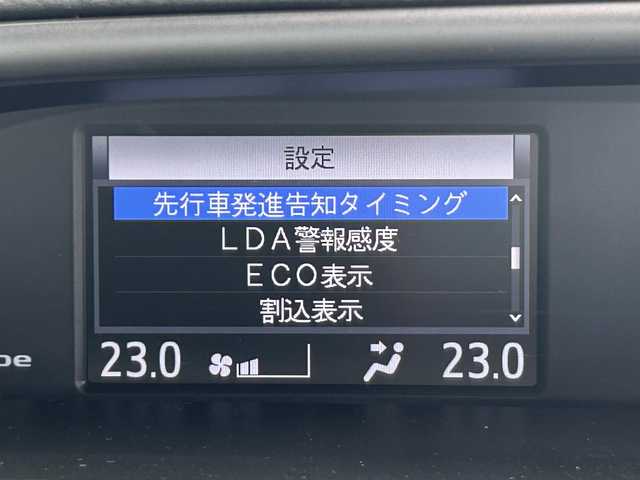 設定
先行車発進告知タイミング
LDA警報感度
ECO表示
割込表示
23.0 23.0